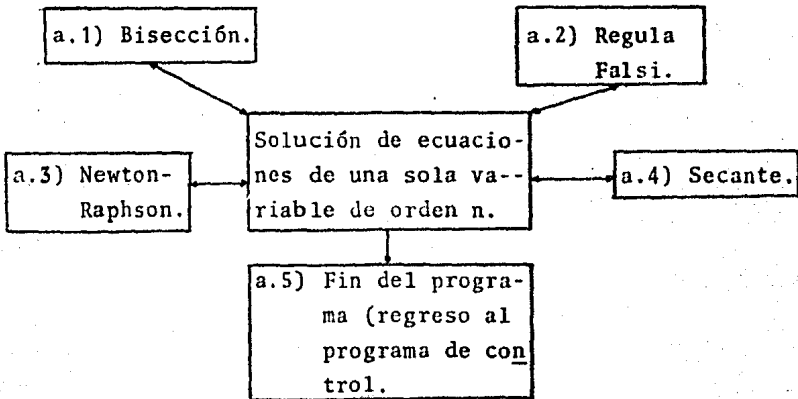 a.1) Bisección.
a.2) Regula
Falsi.
Solución de ecuacio-
nes de una sola va--
riable de orden n.
a.3) Newton-
Raphson.
a.4) Secante.
a.5) Fin del progra-
ma (regreso al
programa de con
trol.